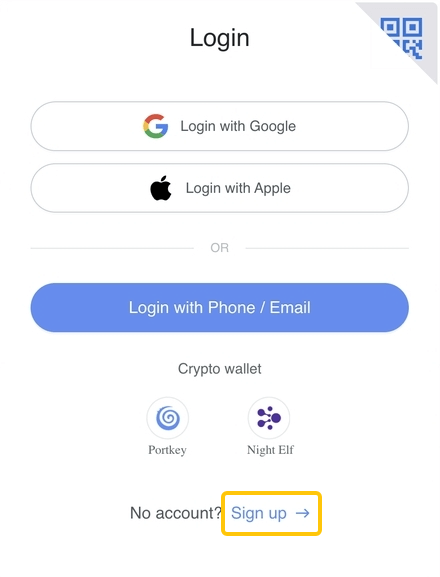 Login
Login with Google
Login with Apple
OR
Login with Phone / Email
Crypto wallet
Portkey Night Elf
No account? Sign up →